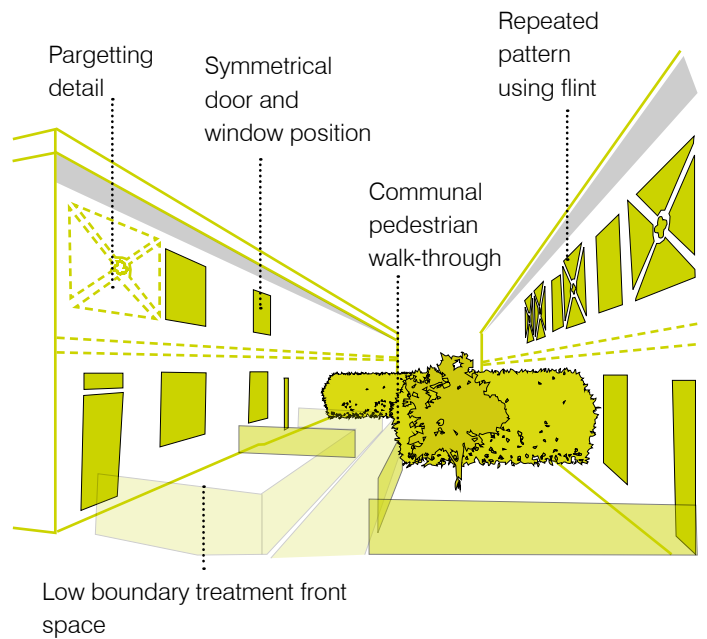 Pargetting
detail
Symmetrical
door and
window position
Repeated
pattern
using flint
Communal
pedestrian
walk-through
Low boundary treatment front
space